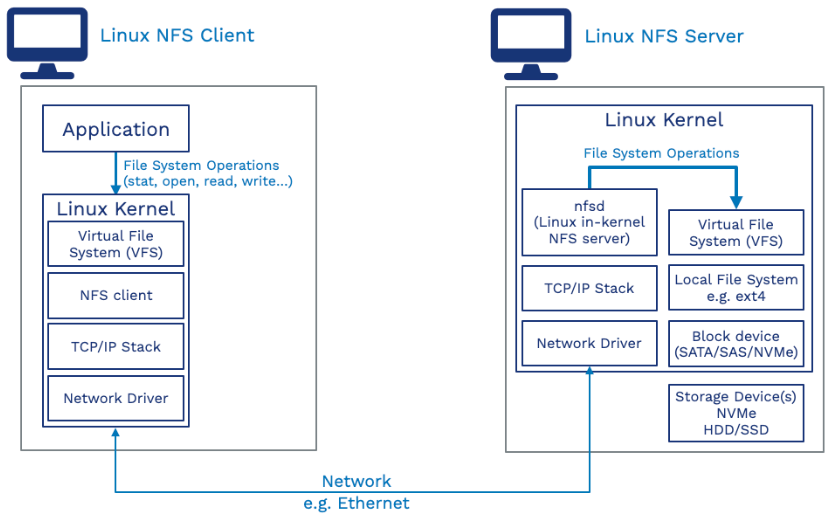 Linux NFS Client
Application
File System Operations
(stat, open, read, write...)
Linux Kernel
Virtual File
System (VFS)
NFS client
TCP/IP Stack
Network Driver
Linux NFS Server
Linux Kernel
File System Operations
nfsd
(Linux in-kernel
NFS server)
TCP/IP Stack
Network Driver
Virtual File
System (VFS)
Local File System
e.g. ext4
Block device
(SATA/SAS/NVMe)
Storage Device(s)
NVMe
HDD/SSD
Network
e.g. Ethernet